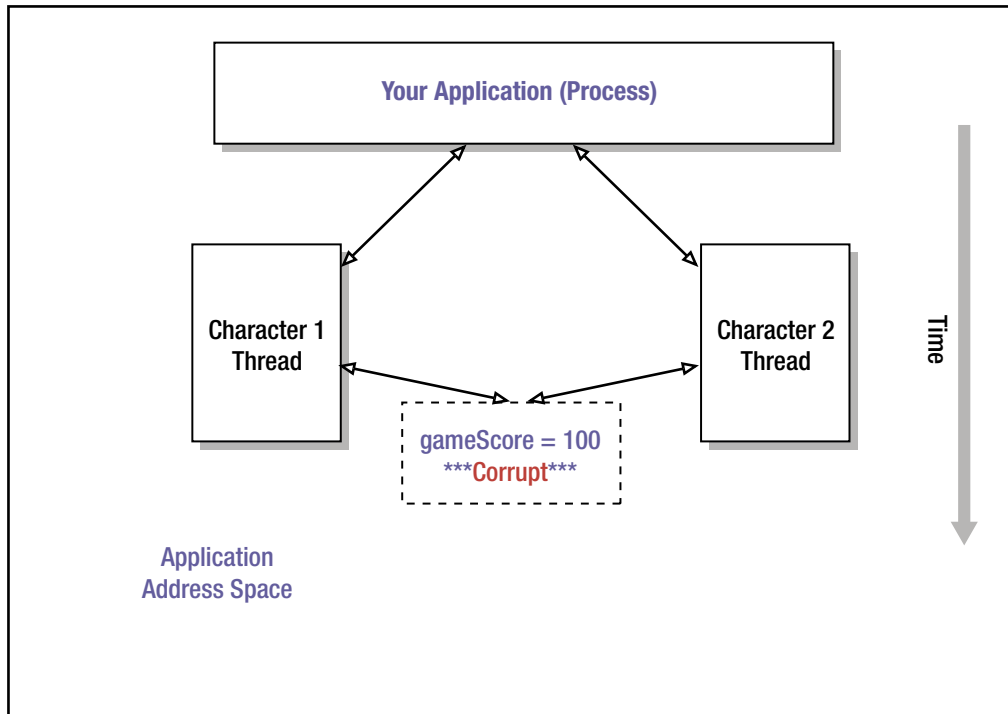 Your Application (Process)
Character 1
Thread
Character 2
Thread
Time
gameScore = 100
***Corrupt***
Application
Address Space